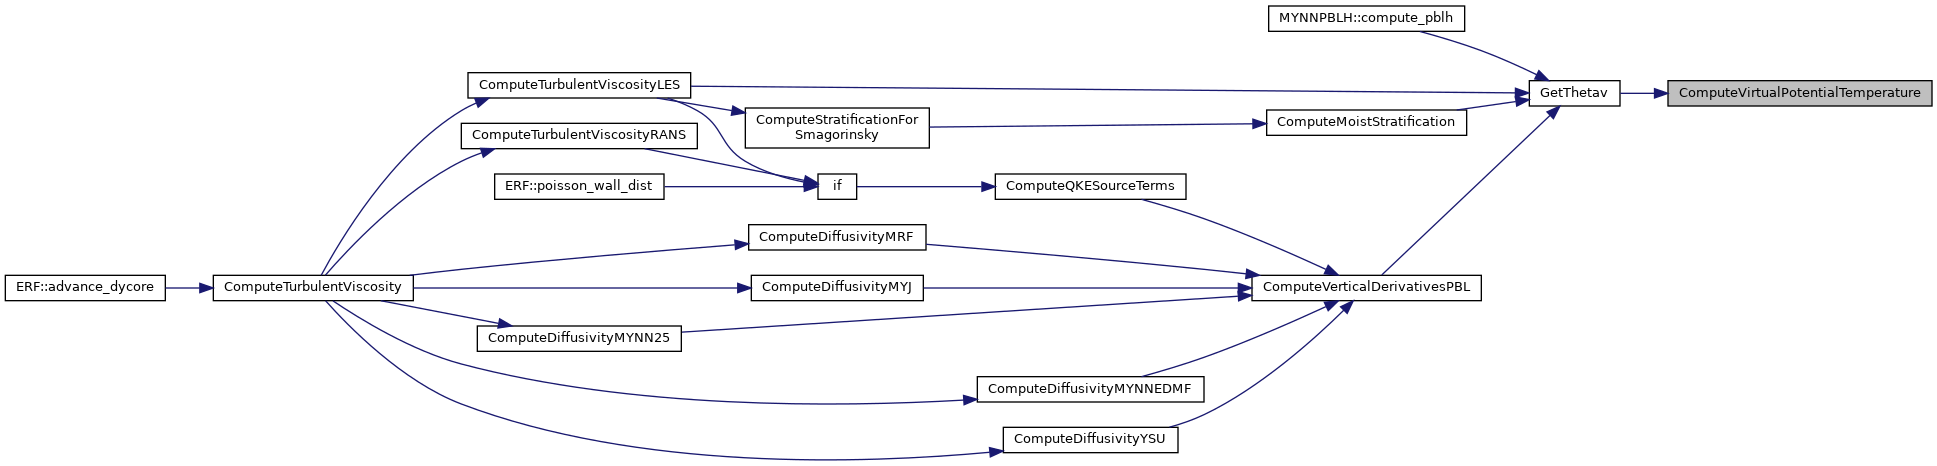 MYNNPBLH::compute_pblh
ComputeTurbulentViscosityLES
GetThetav
ComputeVirtualPotentialTemperature
ComputeStratificationFor
Smagorinsky
ComputeMoistStratification
ComputeTurbulentViscosityRANS
ERF::poisson_wall_dist
if
ComputeQKESourceTerms
ComputeDiffusivityMRF
ERF::advance_dycore
ComputeTurbulentViscosity
ComputeDiffusivityMYJ
ComputeVerticalDerivativesPBL
ComputeDiffusivityMYNN25
ComputeDiffusivityMYNNEDMF
ComputeDiffusivityYSU